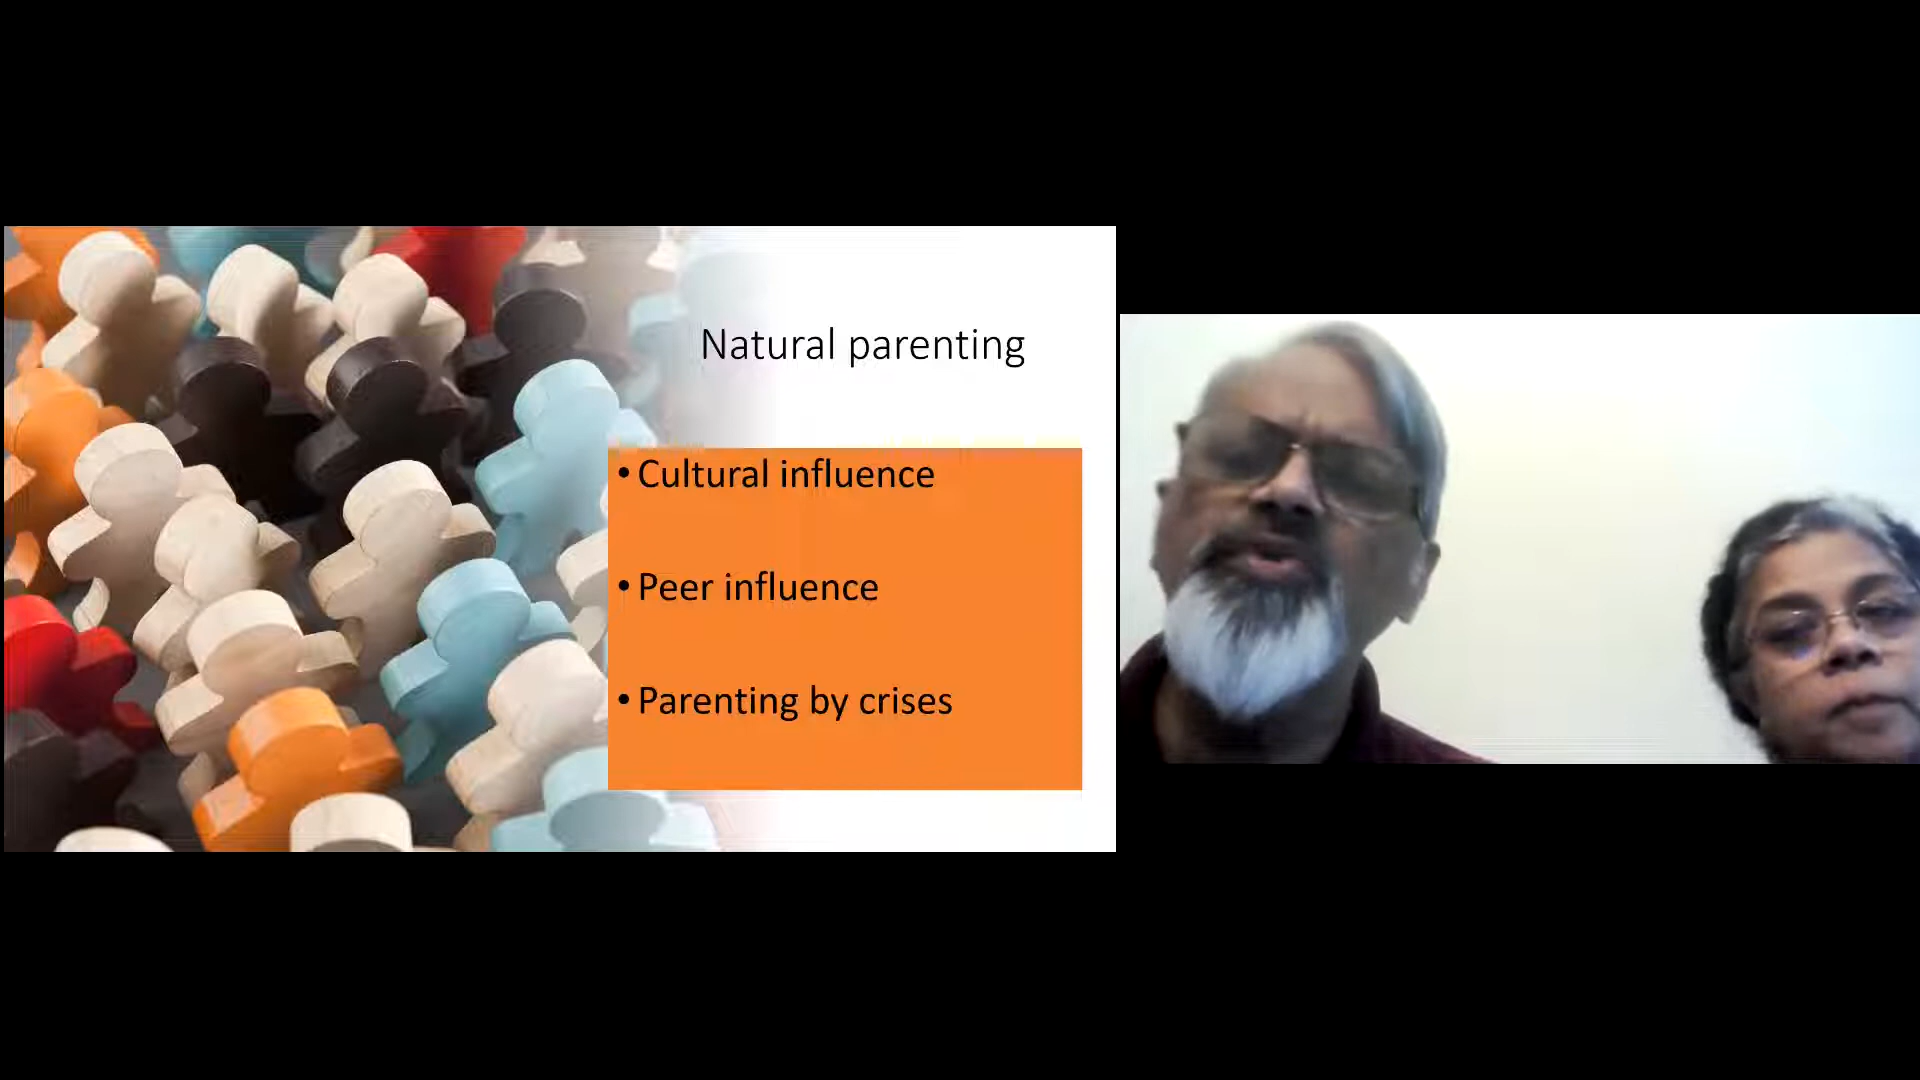 Natural parenting
• Cultural influence
• Peer influence
• Parenting by crises